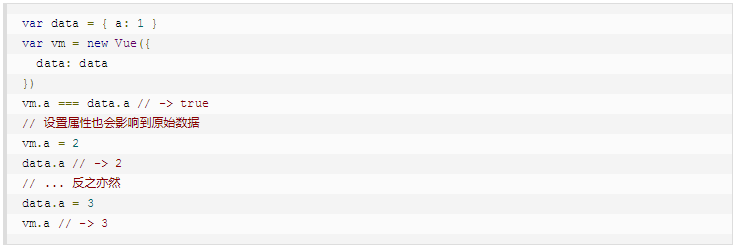 var data = { a: 1 }
var vm = new Vue({
  data: data
})
vm.a === data.a // -> true
// 设置属性也会影响到原始数据
vm.a = 2
data.a // -> 2
// ... 反之亦然
data.a = 3
vm.a // -> 3